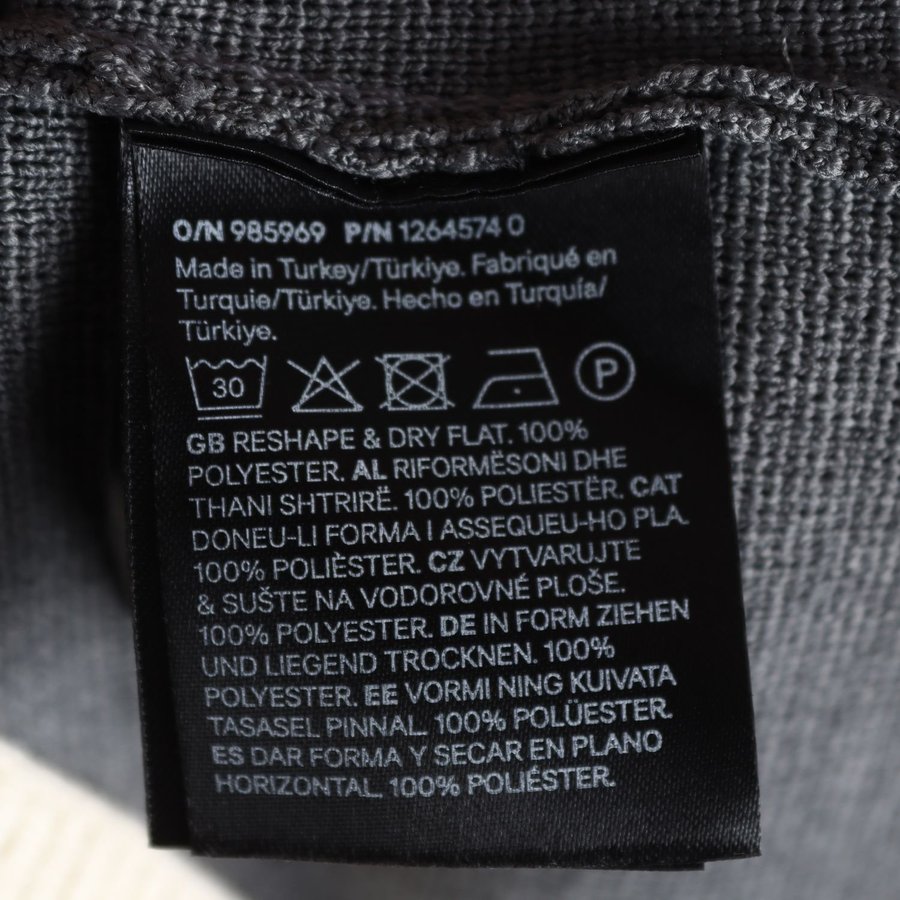 O/N 985969 P/N 1264574 0
Made in Turkey/Türkiye. Fabriqué en
Turquie/Türkiye. Hecho en Turquía/
Türkiye.
30 P
GB RESHAPE & DRY FLAT. 100%
POLYESTER. AL RIFORMËSONI DHE
THANI SHTRIRË. 100% POLIESTËR. CAT
DONEU-LI FORMA I ASSEQUEU-HO PLA.
100% POLIÈSTER. CZ VYTVARUJTE
& SUŠTE NA VODOROVNÉ PLOŠE.
100% POLYESTER. DE IN FORM ZIEHEN
UND LIEGEND TROCKNEN. 100%
POLYESTER. EE VORMI NING KUIVATA
TASASEL PINNAL. 100% POLÜESTER.
ES DAR FORMA Y SECAR EN PLANO
HORIZONTAL. 100% POLIÉSTER.